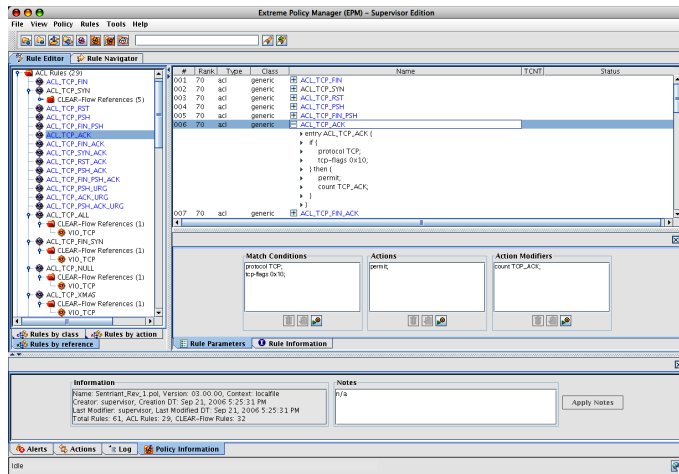 Extreme Policy Manager (EPM) – Supervisor Edition
File View Policy Rules Tools Help
Rule Editor Rule Navigator
ACL Rules (29)
ACL_TCP_FIN
ACL_TCP_SYN
CLEAR-Flow References (5)
ACL_TCP_RST
ACL_TCP_PSH
ACL_TCP_FIN_PSH
ACL_TCP_ACK
ACL_TCP_FIN_ACK
ACL_TCP_SYN_ACK
ACL_TCP_RST_ACK
ACL_TCP_PSH_ACK
ACL_TCP_FIN_PSH_ACK
ACL_TCP_PSH_URG
ACL_TCP_ACK_URG
ACL_TCP_PSH_ACK_URG
ACL_TCP_ALL
CLEAR-Flow References (1)
VIO_TCP
ACL_TCP_FIN_SYN
CLEAR-Flow References (1)
VIO_TCP
ACL_TCP_NULL
CLEAR-Flow References (1)
VIO_TCP
ACL_TCP_XMAS
CLEAR-Flow References (1)
VIO_TCP
Rules by class Rules by action
Rules by reference
# Rank Type Class Name TCNT Status
001 70 acl generic ACL_TCP_FIN
002 70 acl generic ACL_TCP_SYN
003 70 acl generic ACL_TCP_RST
004 70 acl generic ACL_TCP_PSH
005 70 acl generic ACL_TCP_FIN_PSH
006 70 acl generic ACL_TCP_ACK
entry ACL_TCP_ACK {
if {
protocol TCP;
tcp-flags 0x10;
} then {
permit;
count TCP_ACK;
}
}
007 70 acl generic ACL_TCP_FIN_ACK
Match Conditions
protocol TCP;
tcp-flags 0x10;
Actions
permit;
Action Modifiers
count TCP_ACK;
Rule Parameters Rule Information
Information
Name: Sentriant_Rev_1.pol, Version: 03.00.00, Context: localfile
Creator: supervisor, Creation DT: Sep 21, 2006 5:25:31 PM
Last Modifier: supervisor, Last Modified DT: Sep 21, 2006 5:25:31 PM
Total Rules: 61, ACL Rules: 29, CLEAR-Flow Rules: 32
Notes
n/a
Apply Notes
Alerts Actions Log Policy Information
Idle